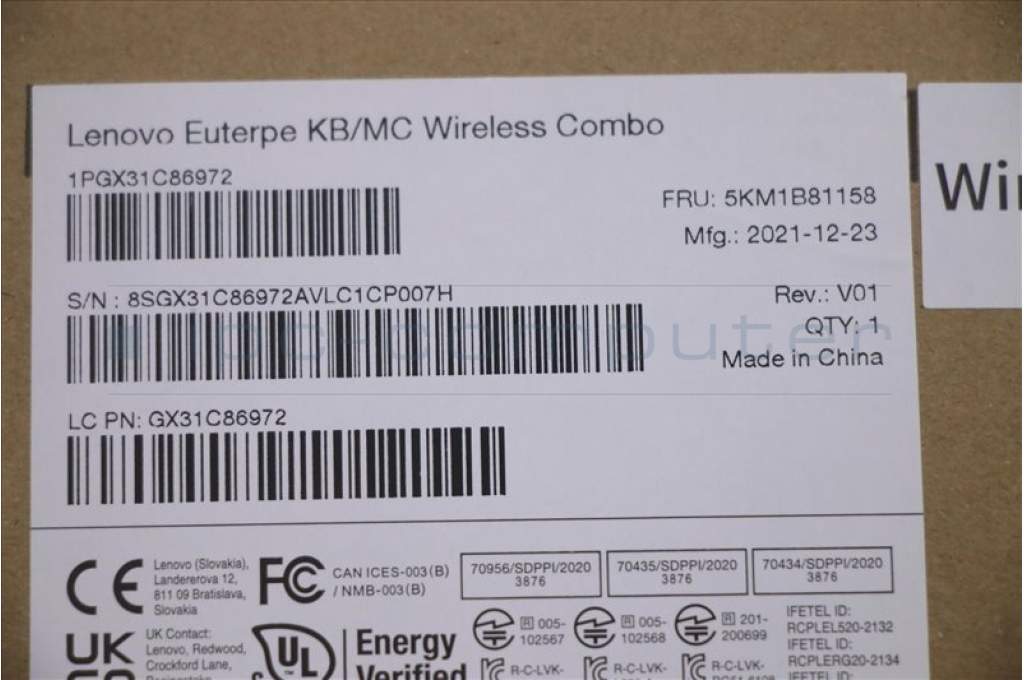 Lenovo Euterpe KB/MC Wireless Combo
1PGX31C86972
FRU: 5KM1B81158
Mfg.: 2021-12-23
S/N : 8SGX31C86972AVLC1CP007H
Rev.: V01
QTY: 1
Made in China
ipc-computer
LC PN: GX31C86972
Wi
CE
Lenovo (Slovakia),
Landererova 12,
811 09 Bratislava,
Slovakia
FC
CAN ICES-003(B)
/ NMB-003(B)
70956/SDPPI/2020
3876
70435/SDPPI/2020
3876
70434/SDPPI/2020
3876
UK
UK Contact:
Lenovo, Redwood,
Crockford Lane,
UL
Energy
Verified
R 005-
102567
R 005-
102568
R 201-
200699
R-C-LVK-
R-C-LVK-
R-C-LVK-
IFETEL ID:
RCPLEL520-2132
IFETEL ID:
RCPLERG20-2134
IFETEL ID: